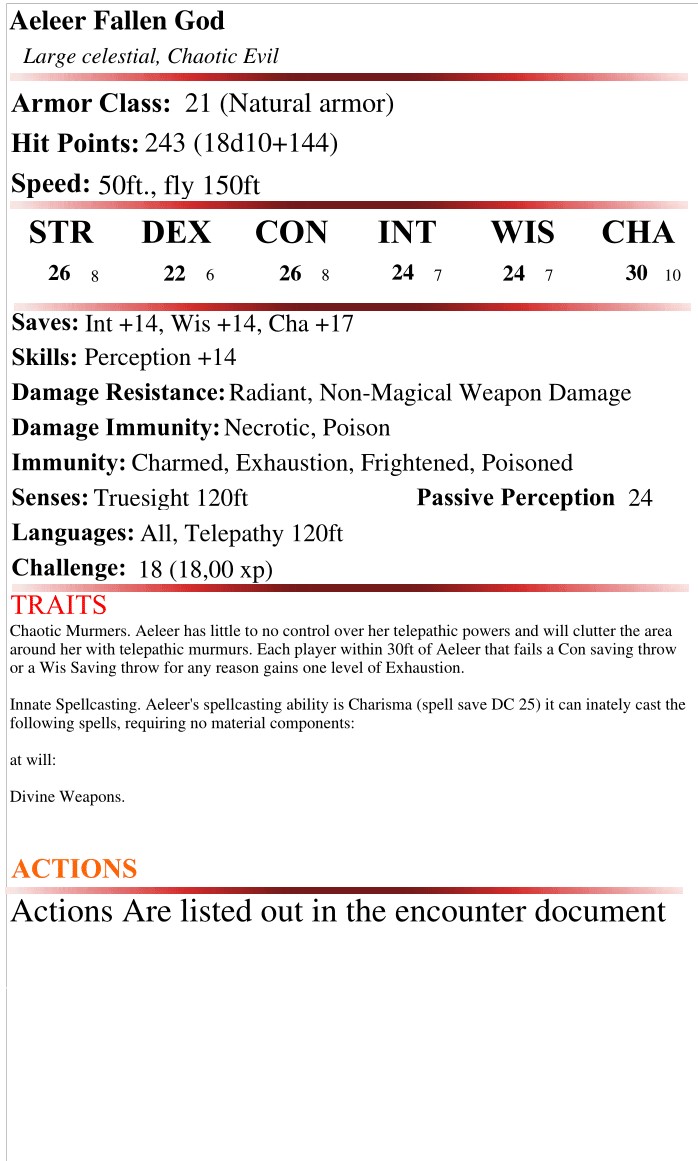 Aeleer Fallen God
Large celestial, Chaotic Evil
Armor Class: 21 (Natural armor)
Hit Points: 243 (18d10+144)
Speed: 50ft., fly 150ft
STR DEX CON INT WIS CHA
26 8 22 6 26 8 24 7 24 7 30 10
Saves: Int +14, Wis +14, Cha +17
Skills: Perception +14
Damage Resistance: Radiant, Non-Magical Weapon Damage
Damage Immunity: Necrotic, Poison
Immunity: Charmed, Exhaustion, Frightened, Poisoned
Senses: Truesight 120ft Passive Perception 24
Languages: All, Telepathy 120ft
Challenge: 18 (18,00 xp)
TRAITS
Chaotic Murmers. Aeleer has little to no control over her telepathic powers and will clutter the area
around her with telepathic murmurs. Each player within 30ft of Aeleer that fails a Con saving throw
or a Wis Saving throw for any reason gains one level of Exhaustion.
Innate Spellcasting. Aeleer's spellcasting ability is Charisma (spell save DC 25) it can inately cast the
following spells, requiring no material components:
at will:
Divine Weapons.
ACTIONS
Actions Are listed out in the encounter document